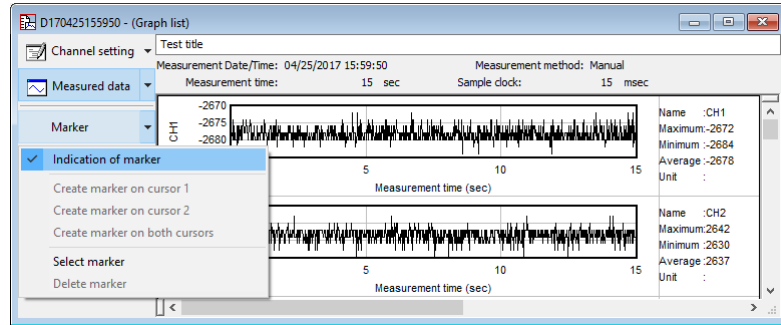 D170425155950 - (Graph list)
Channel setting
Test title
Measurement Date/Time: 04/25/2017 15:59:50 Measurement method: Manual
Measured data
Measurement time: 15 sec Sample clock: 15 msec
Marker
Indication of marker
Create marker on cursor 1
Create marker on cursor 2
Create marker on both cursors
Select marker
Delete marker
CH1
-2670
-2675
-2680
5 10 15
Measurement time (sec)
Name :CH1
Maximum:-2672
Minimum :-2684
Average :-2678
Unit :
5 10 15
Measurement time (sec)
Name :CH2
Maximum:2642
Minimum :2630
Average :2637
Unit :